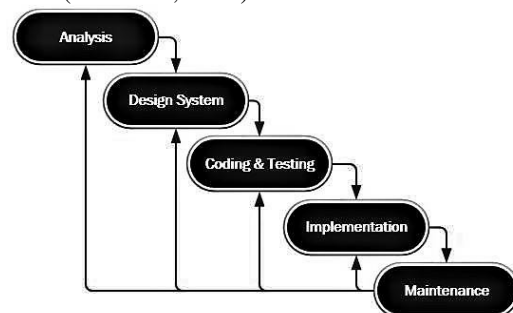 Analysis
Design System
Coding & Testing
Implementation
Maintenance